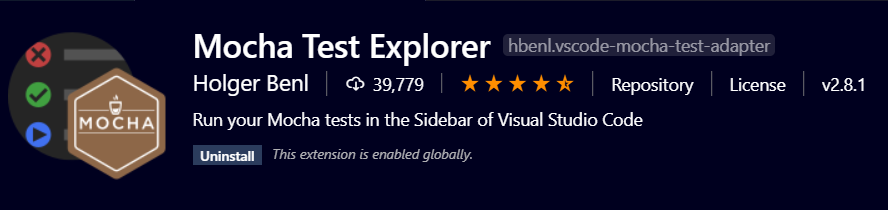 Mocha Test Explorer hbenl.vscode-mocha-test-adapter
Holger Benl 39,779 Repository License v2.8.1
MOCHA
Run your Mocha tests in the Sidebar of Visual Studio Code
Uninstall This extension is enabled globally.